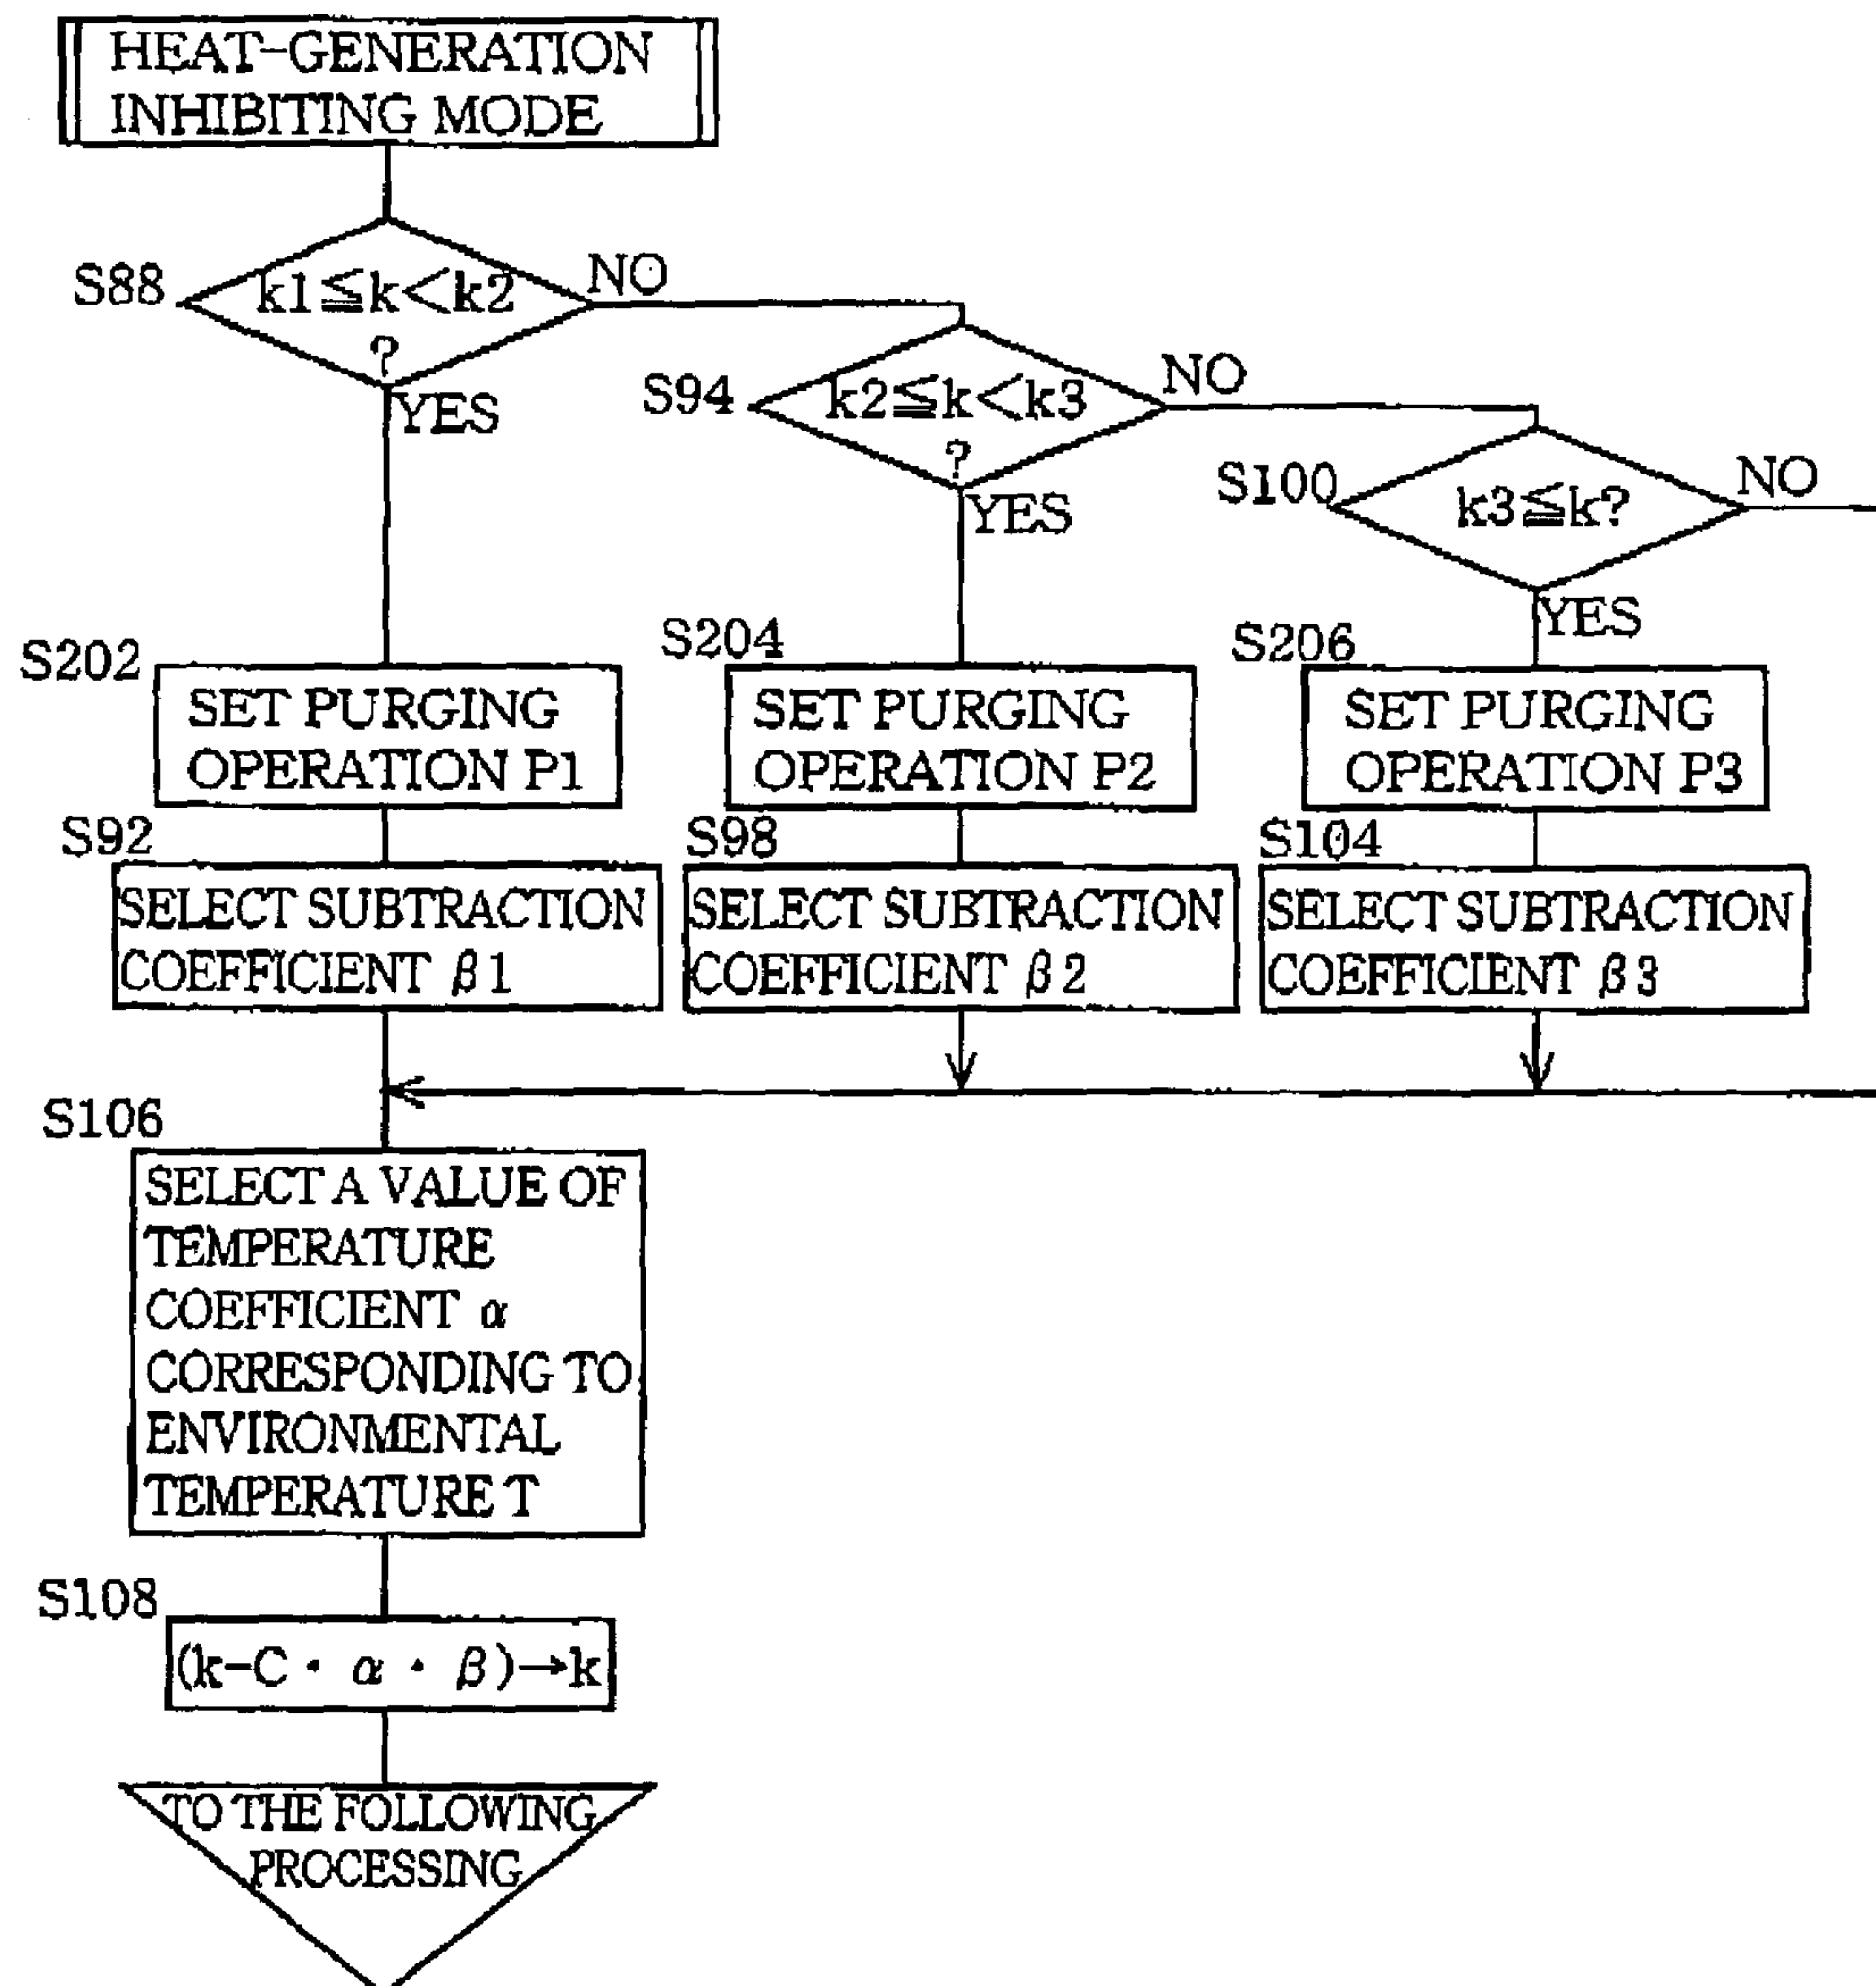 HEAT-GENERATION
INHIBITING MODE
S88
k1≦k<k2
?
NO
YES
S94
k2≦k<k3
?
NO
YES
S100
k3≦k?
NO
YES
S202
SET PURGING
OPERATION P1
S204
SET PURGING
OPERATION P2
S206
SET PURGING
OPERATION P3
S92
SELECT SUBTRACTION
COEFFICIENT β1
S98
SELECT SUBTRACTION
COEFFICIENT β2
S104
SELECT SUBTRACTION
COEFFICIENT β3
S106
SELECT A VALUE OF
TEMPERATURE
COEFFICIENT α
CORRESPONDING TO
ENVIRONMENTAL
TEMPERATURE T
S108
(k-C・α・β)→k
TO THE FOLLOWING
PROCESSING